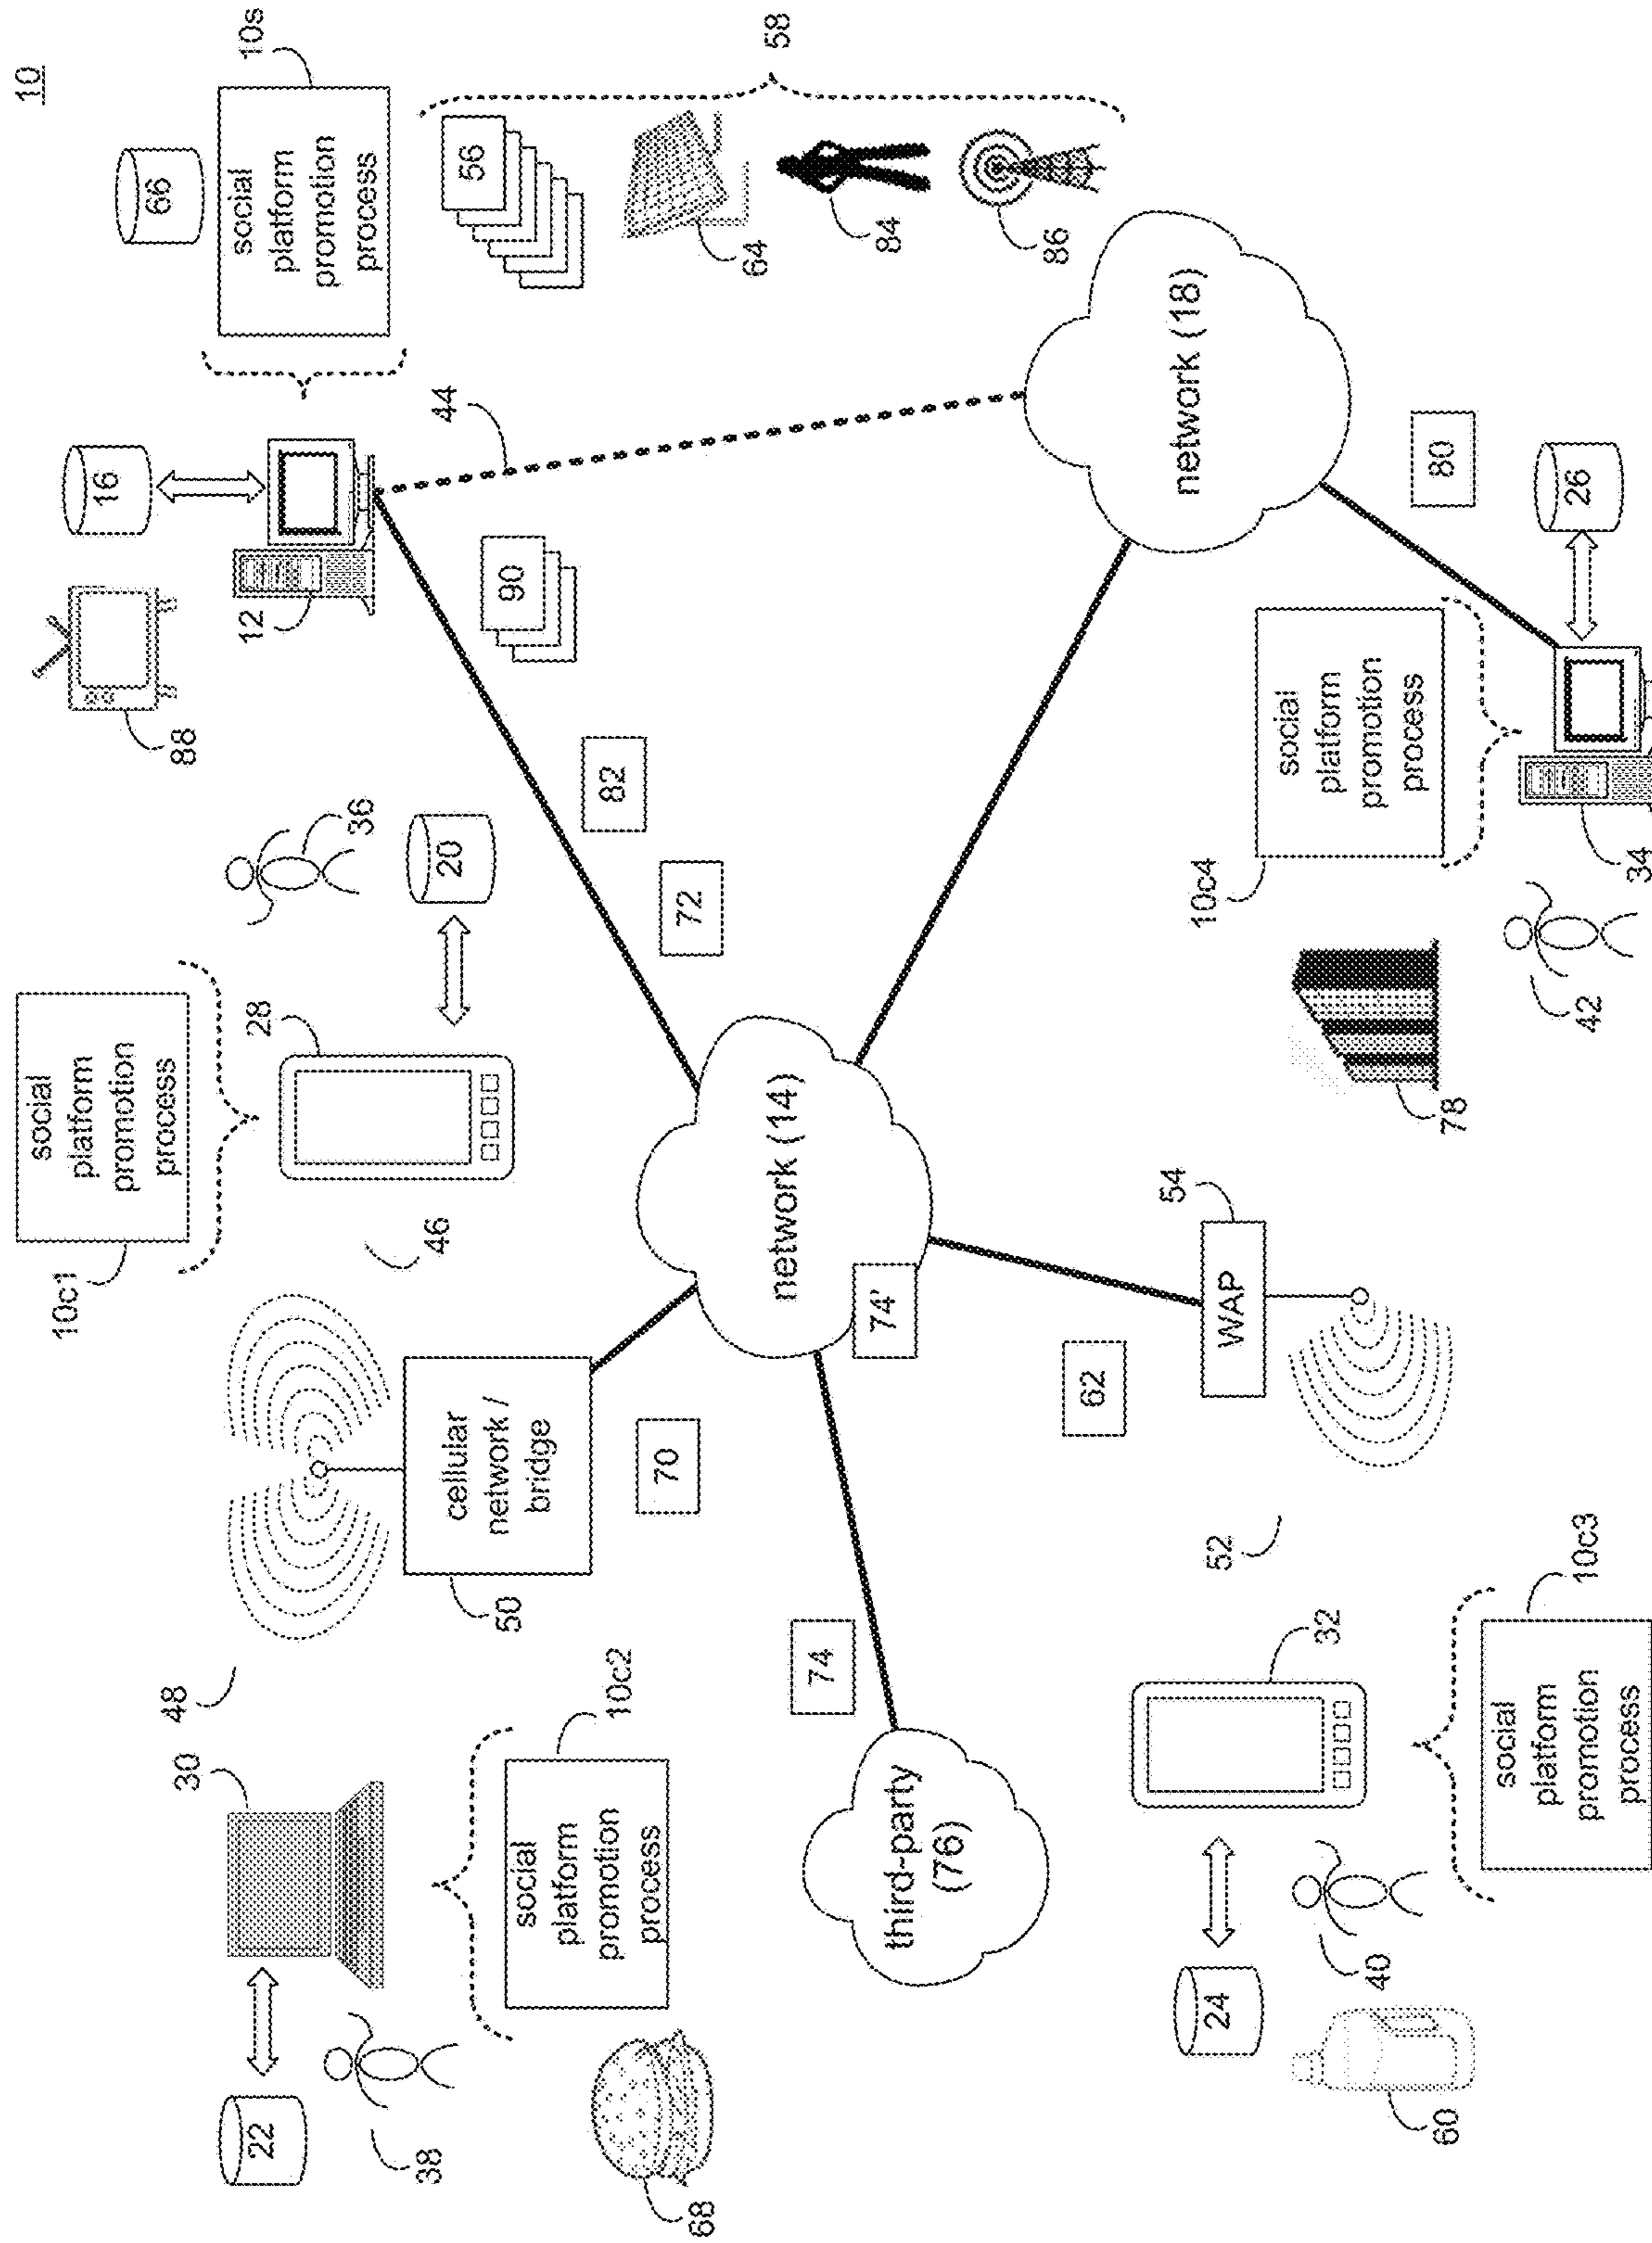 10
10s
66
social
platform
promotion
process
58
56
64
84
86
16
12
88
44
90
82
72
network (18)
80
26
10c4
social
platform
promotion
process
34
42
78
36
20
10c1
social
platform
promotion
process
28
46
network (14)
74'
54
WAP
62
52
48
50
cellular
network /
bridge
70
74
third-party
(76)
30
22
38
10c2
social
platform
promotion
process
68
32
24
40
60
10c3
social
platform
promotion
process